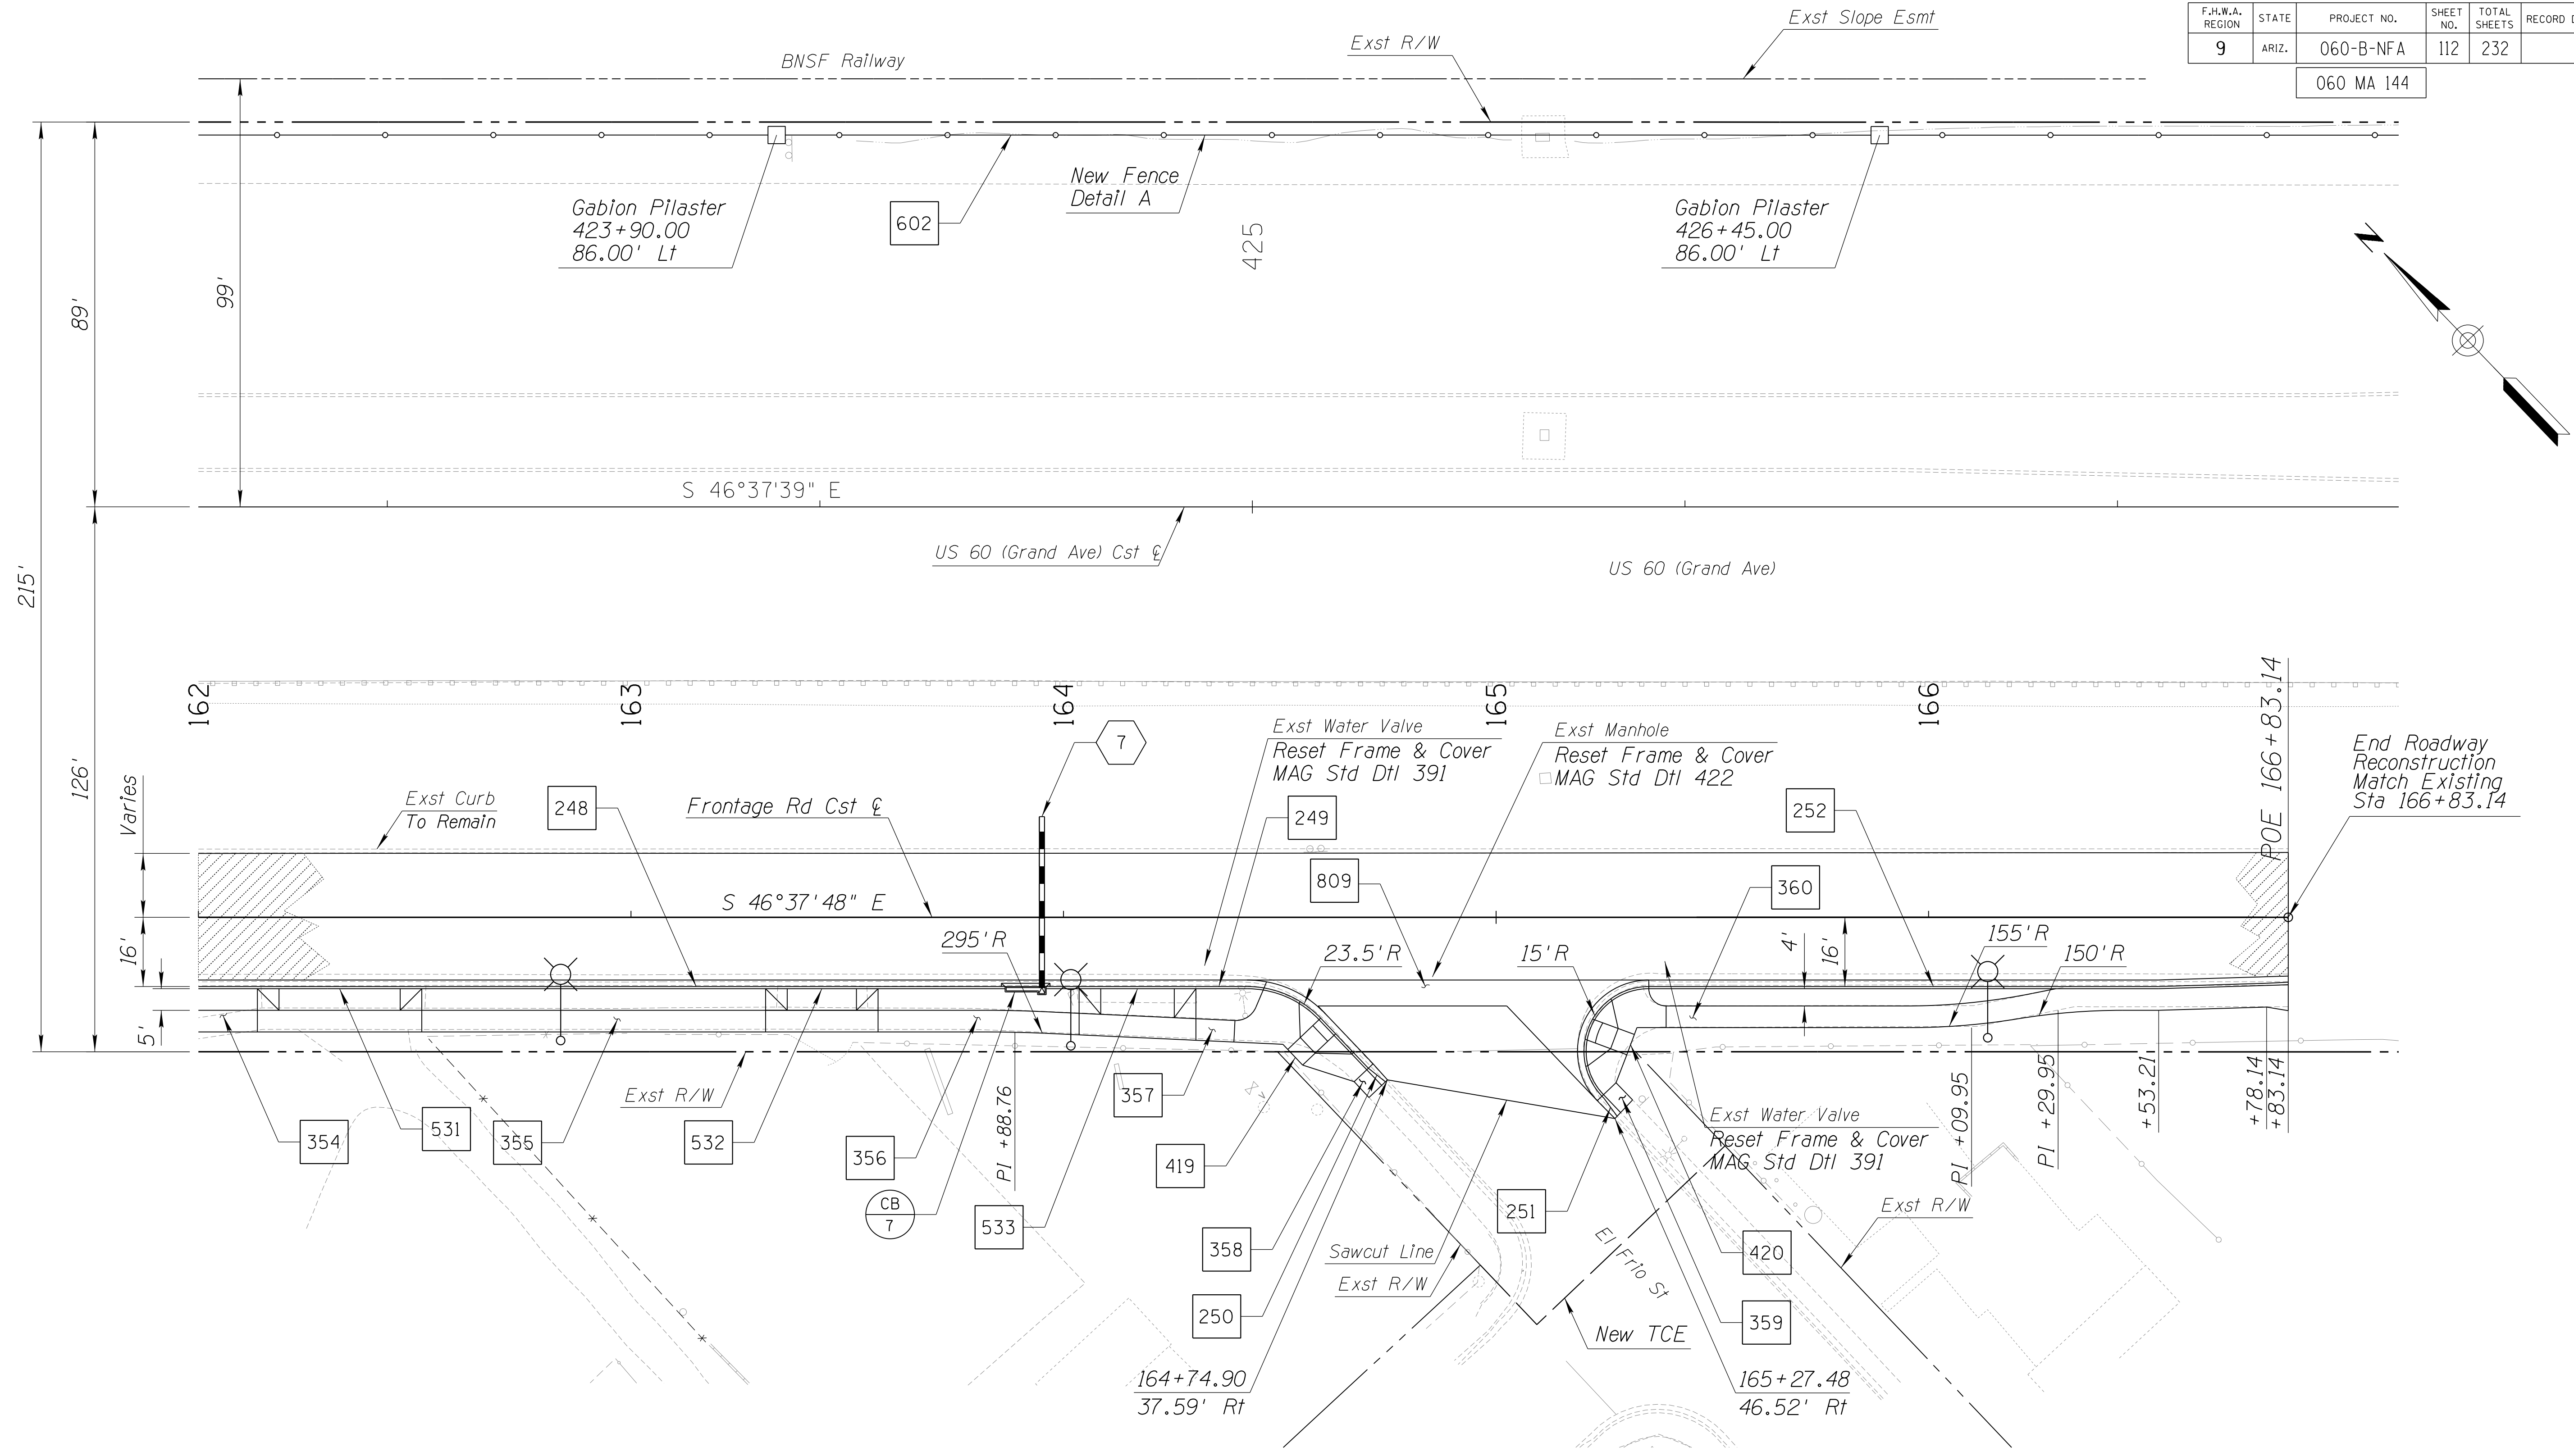 F.H.W.A. REGION
STATE
PROJECT NO.
SHEET NO.
TOTAL SHEETS
RECORD D
9
ARIZ.
060-B-NFA
112
232
060 MA 144
Exst Slope Esmt
Exst R/W
BNSF Railway
New Fence
Detail A
Gabion Pilaster
423+90.00
86.00' Lt
602
425
Gabion Pilaster
426+45.00
86.00' Lt
N
99'
89'
215'
126'
S 46°37'39" E
US 60 (Grand Ave) Cst ℄
US 60 (Grand Ave)
162
163
164
165
166
POE 166+83.14
7
Exst Water Valve
Reset Frame & Cover
MAG Std Dtl 391
Exst Manhole
Reset Frame & Cover
MAG Std Dtl 422
End Roadway
Reconstruction
Match Existing
Sta 166+83.14
Varies
Exst Curb
To Remain
248
Frontage Rd Cst ℄
249
252
809
360
S 46°37'48" E
16'
5'
295'R
23.5'R
15'R
4'
16'
155'R
150'R
Exst R/W
354
531
355
532
356
CB
7
PI +88.76
533
357
419
358
250
164+74.90
37.59' Rt
Sawcut Line
Exst R/W
251
El Frio St
New TCE
Exst Water Valve
Reset Frame & Cover
MAG Std Dtl 391
420
359
165+27.48
46.52' Rt
Exst R/W
PI +09.95
PI +29.95
+53.21
+78.14
+83.14